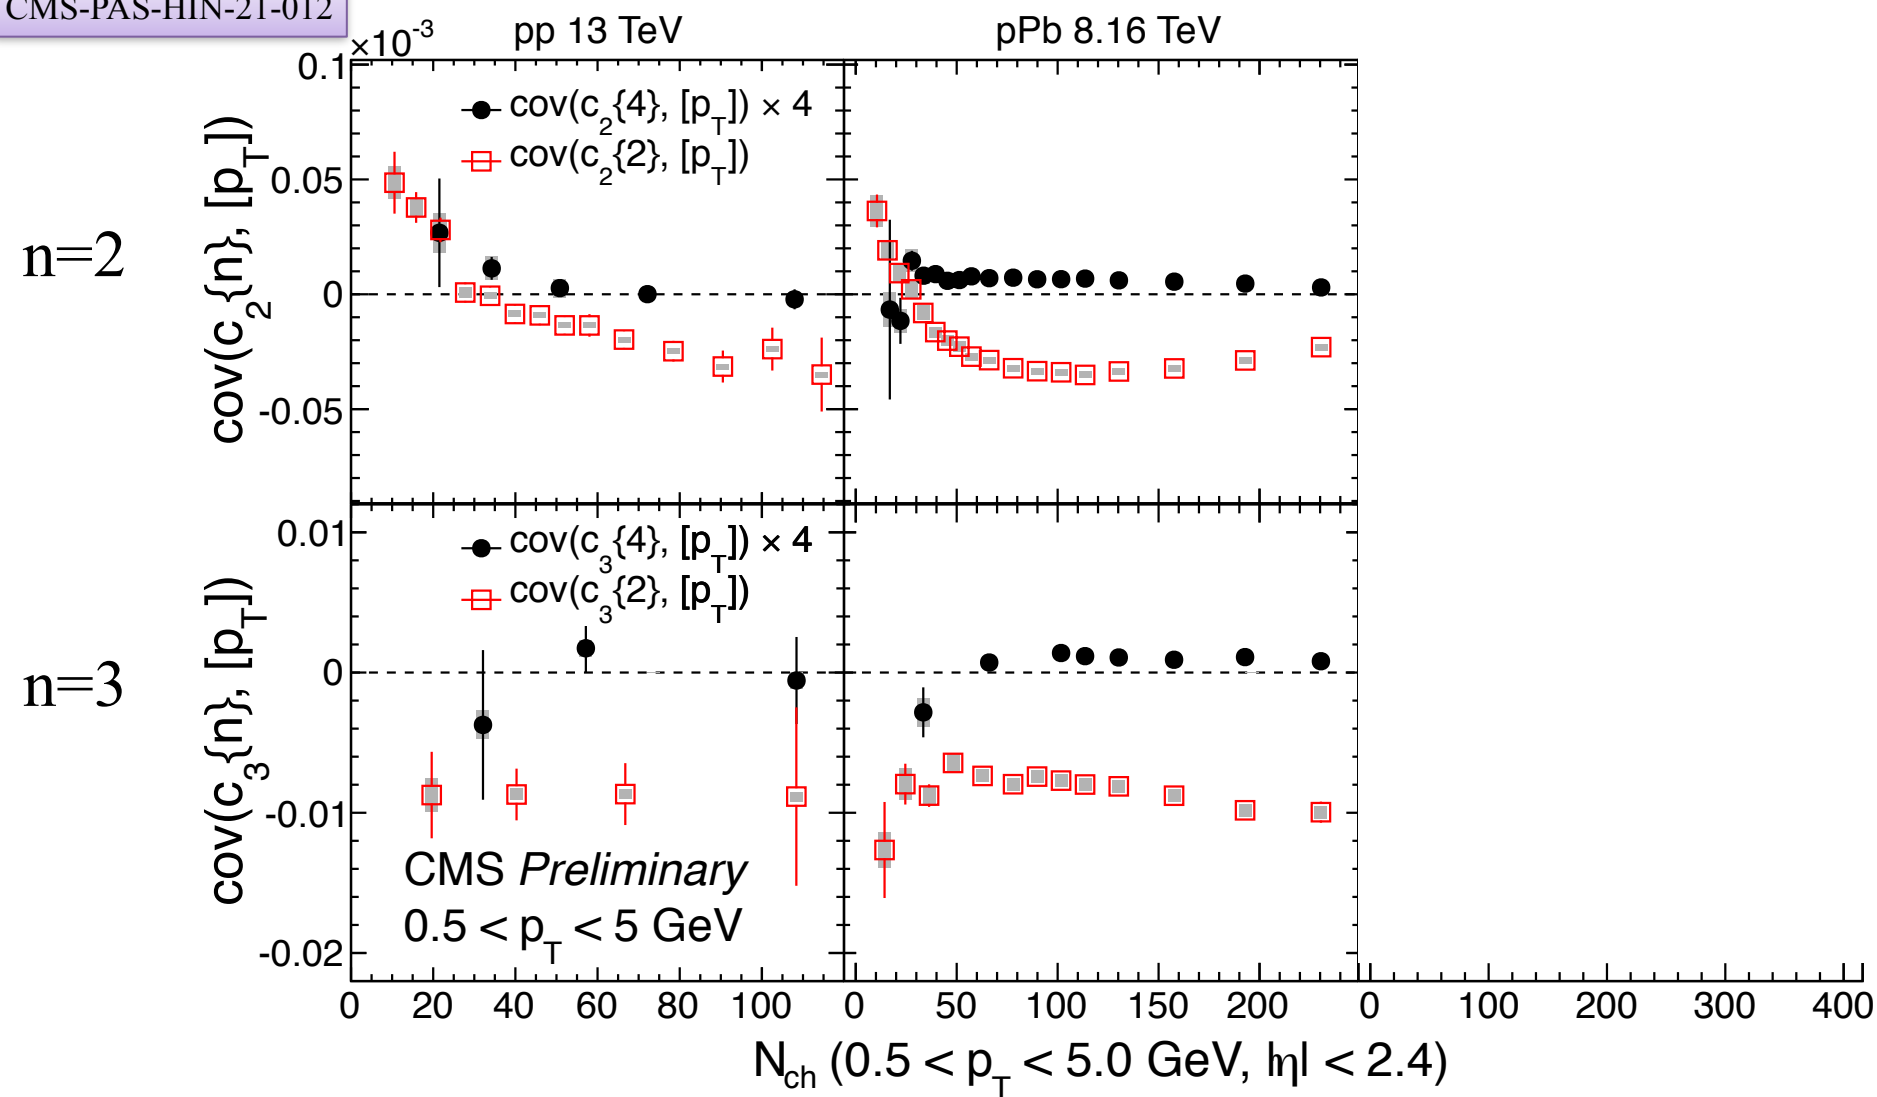 CMS-PAS-HIN-21-012
×10⁻³
pp 13 TeV
pPb 8.16 TeV
n=2
cov(c₂{n}, [p_T])
0.1
0.05
0
-0.05
cov(c₂{4}, [p_T]) × 4
cov(c₂{2}, [p_T])
n=3
cov(c₃{n}, [p_T])
0.01
0
-0.01
-0.02
cov(c₃{4}, [p_T]) × 4
cov(c₃{2}, [p_T])
CMS Preliminary
0.5 < p_T < 5 GeV
0 20 40 60 80 100
0 50 100 150 200
0 100 200 300 400
N_ch (0.5 < p_T < 5.0 GeV, |η| < 2.4)